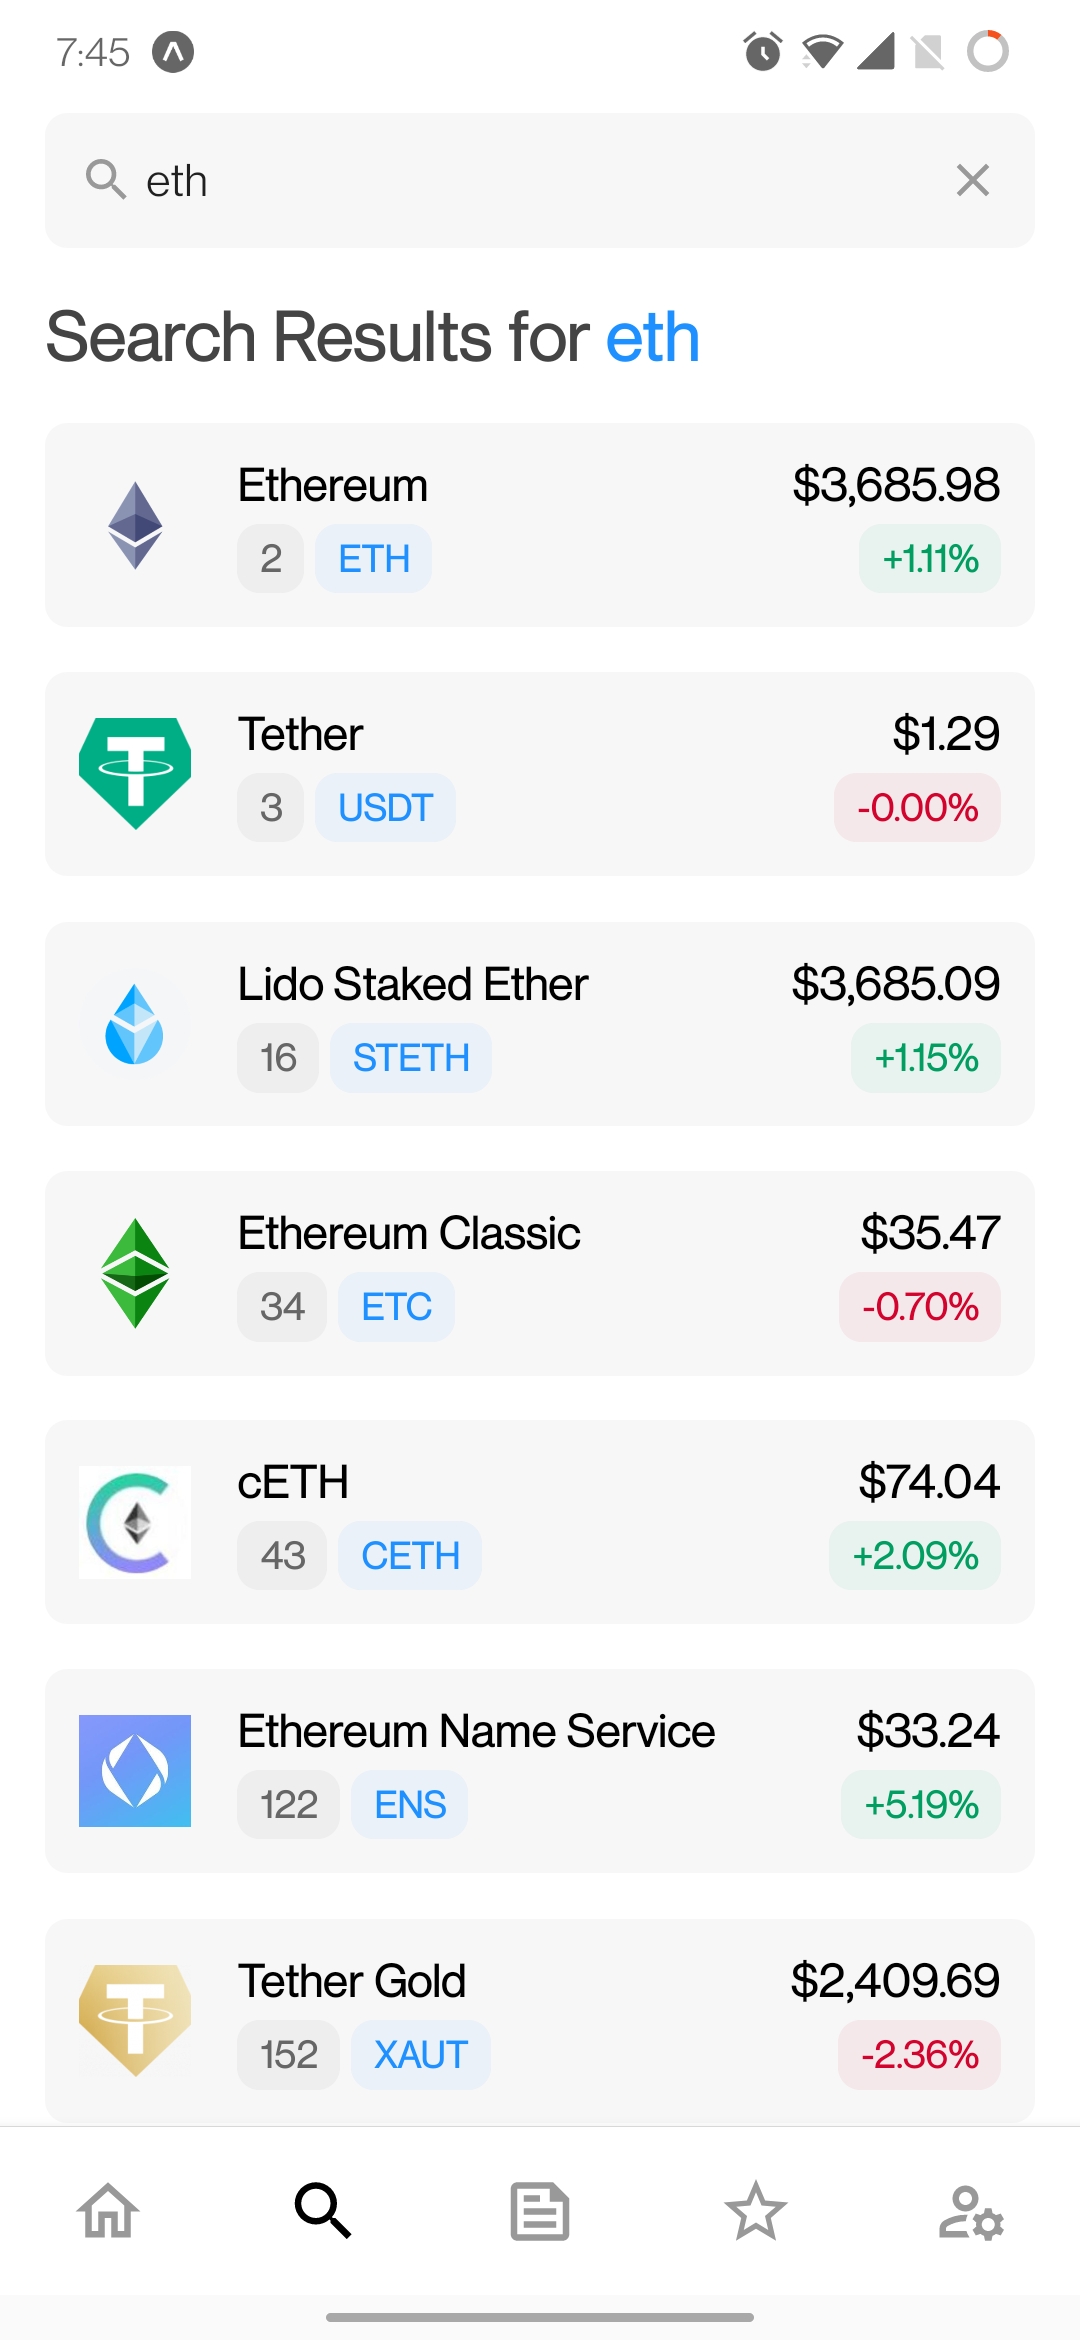 7:45
eth
Search Results for eth
Ethereum $3,685.98
2 ETH +1.11%
Tether $1.29
3 USDT -0.00%
Lido Staked Ether $3,685.09
16 STETH +1.15%
Ethereum Classic $35.47
34 ETC -0.70%
cETH $74.04
43 CETH +2.09%
Ethereum Name Service $33.24
122 ENS +5.19%
Tether Gold $2,409.69
152 XAUT -2.36%